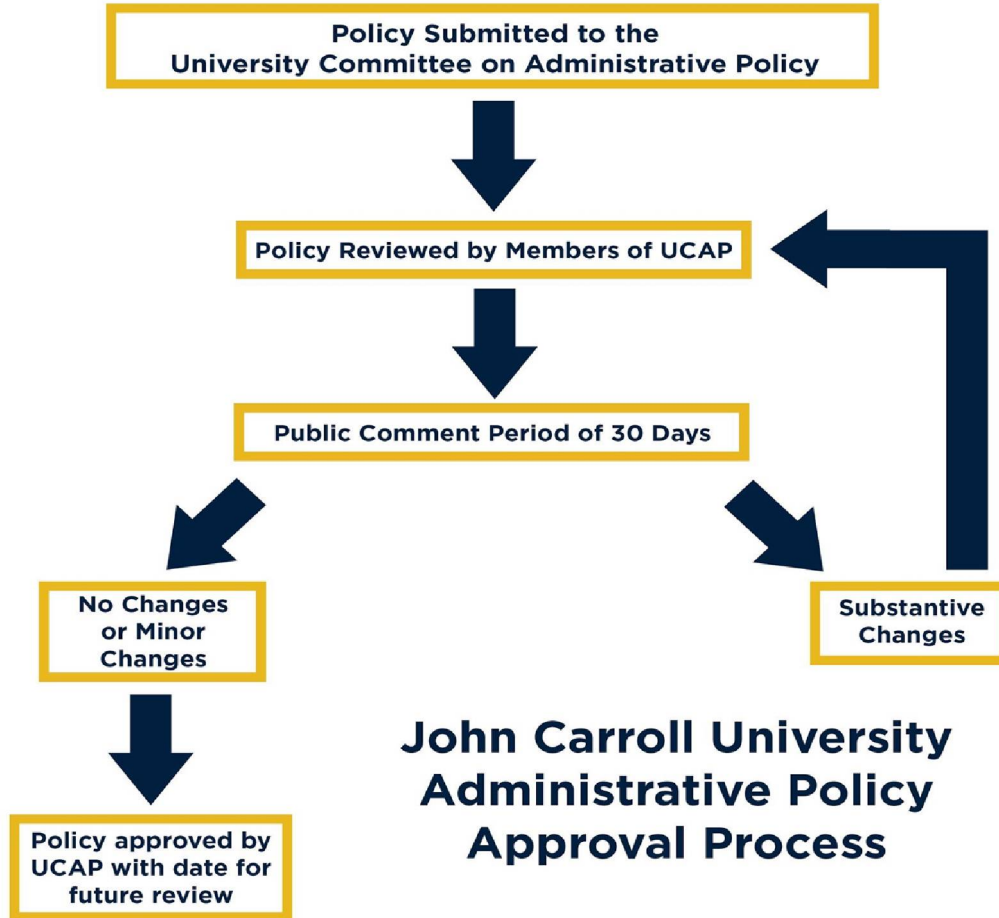 Policy Submitted to the
University Committee on Administrative Policy
Policy Reviewed by Members of UCAP
Public Comment Period of 30 Days
No Changes
or Minor
Changes
Substantive
Changes
Policy approved by
UCAP with date for
future review
John Carroll University
Administrative Policy
Approval Process